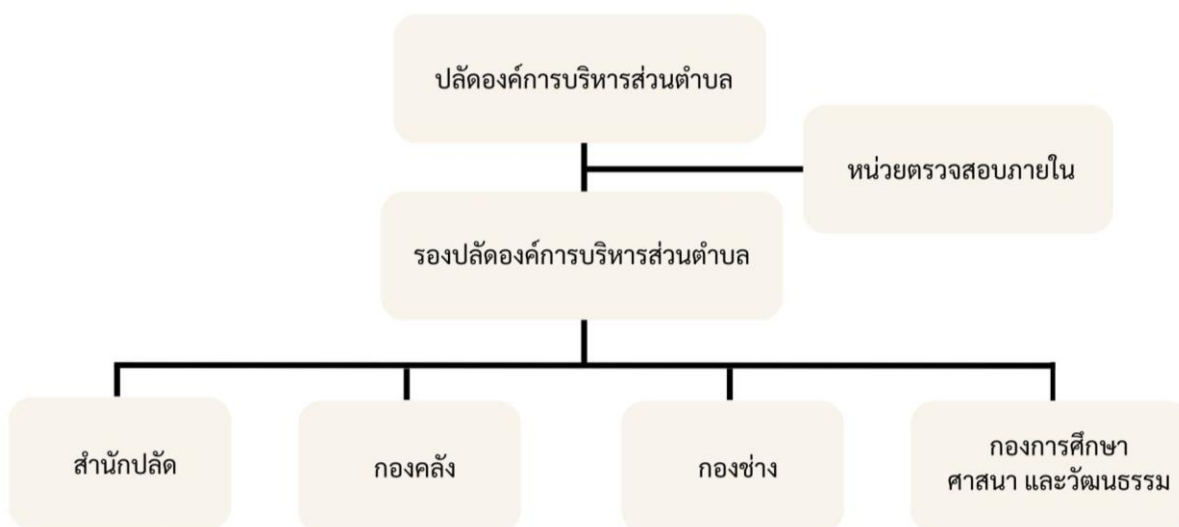 ปลัดองค์การบริหารส่วนตำบล
หน่วยตรวจสอบภายใน
รองปลัดองค์การบริหารส่วนตำบล
สำนักปลัด
กองคลัง
กองช่าง
กองการศึกษา
ศาสนา และวัฒนธรรม